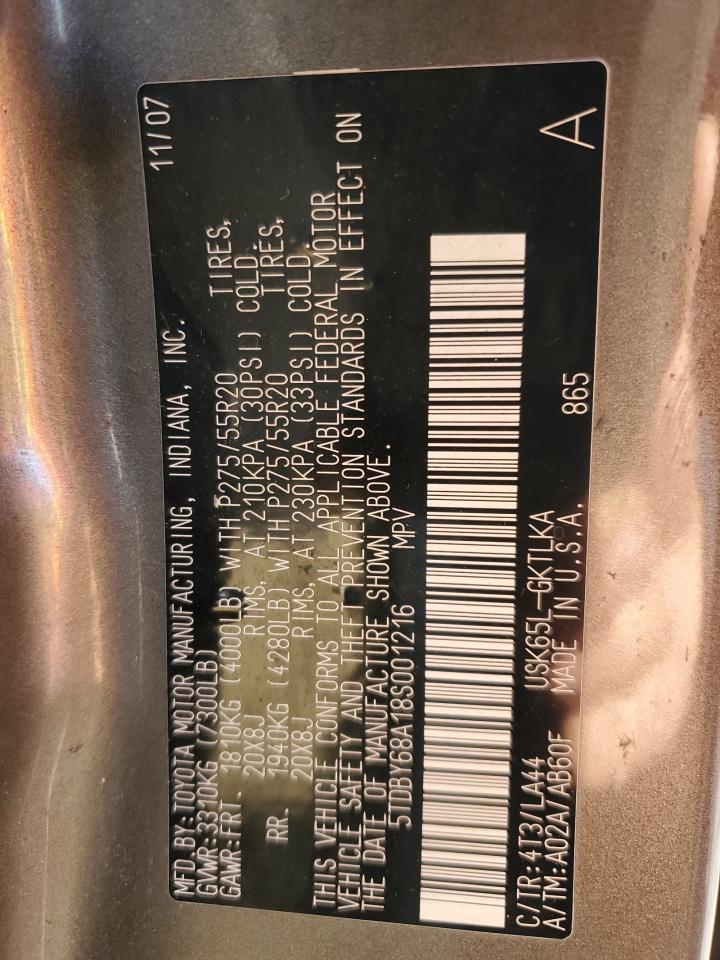 MFD BY:TOYOTA MOTOR MANUFACTURING, INDIANA, INC. 11/07
GVWR:3310KG (7300LB)
GAWR:FRT. 1810KG (4000LB) WITH P275/55R20 TIRES,
20X8J RIMS, AT 210KPA (30PSI) COLD.
RR. 1940KG (4280LB) WITH P275/55R20 TIRES,
20X8J RIMS, AT 230KPA (33PSI) COLD.
THIS VEHICLE CONFORMS TO ALL APPLICABLE FEDERAL MOTOR
VEHICLE SAFETY AND THEFT PREVENTION STANDARDS IN EFFECT ON
THE DATE OF MANUFACTURE SHOWN ABOVE.
5TDBY68A18S001216 MPV
C/TR:4T3/LA44 USK65L-GKTLKA 865 A
A/TM:A02A/AB60F MADE IN U.S.A.